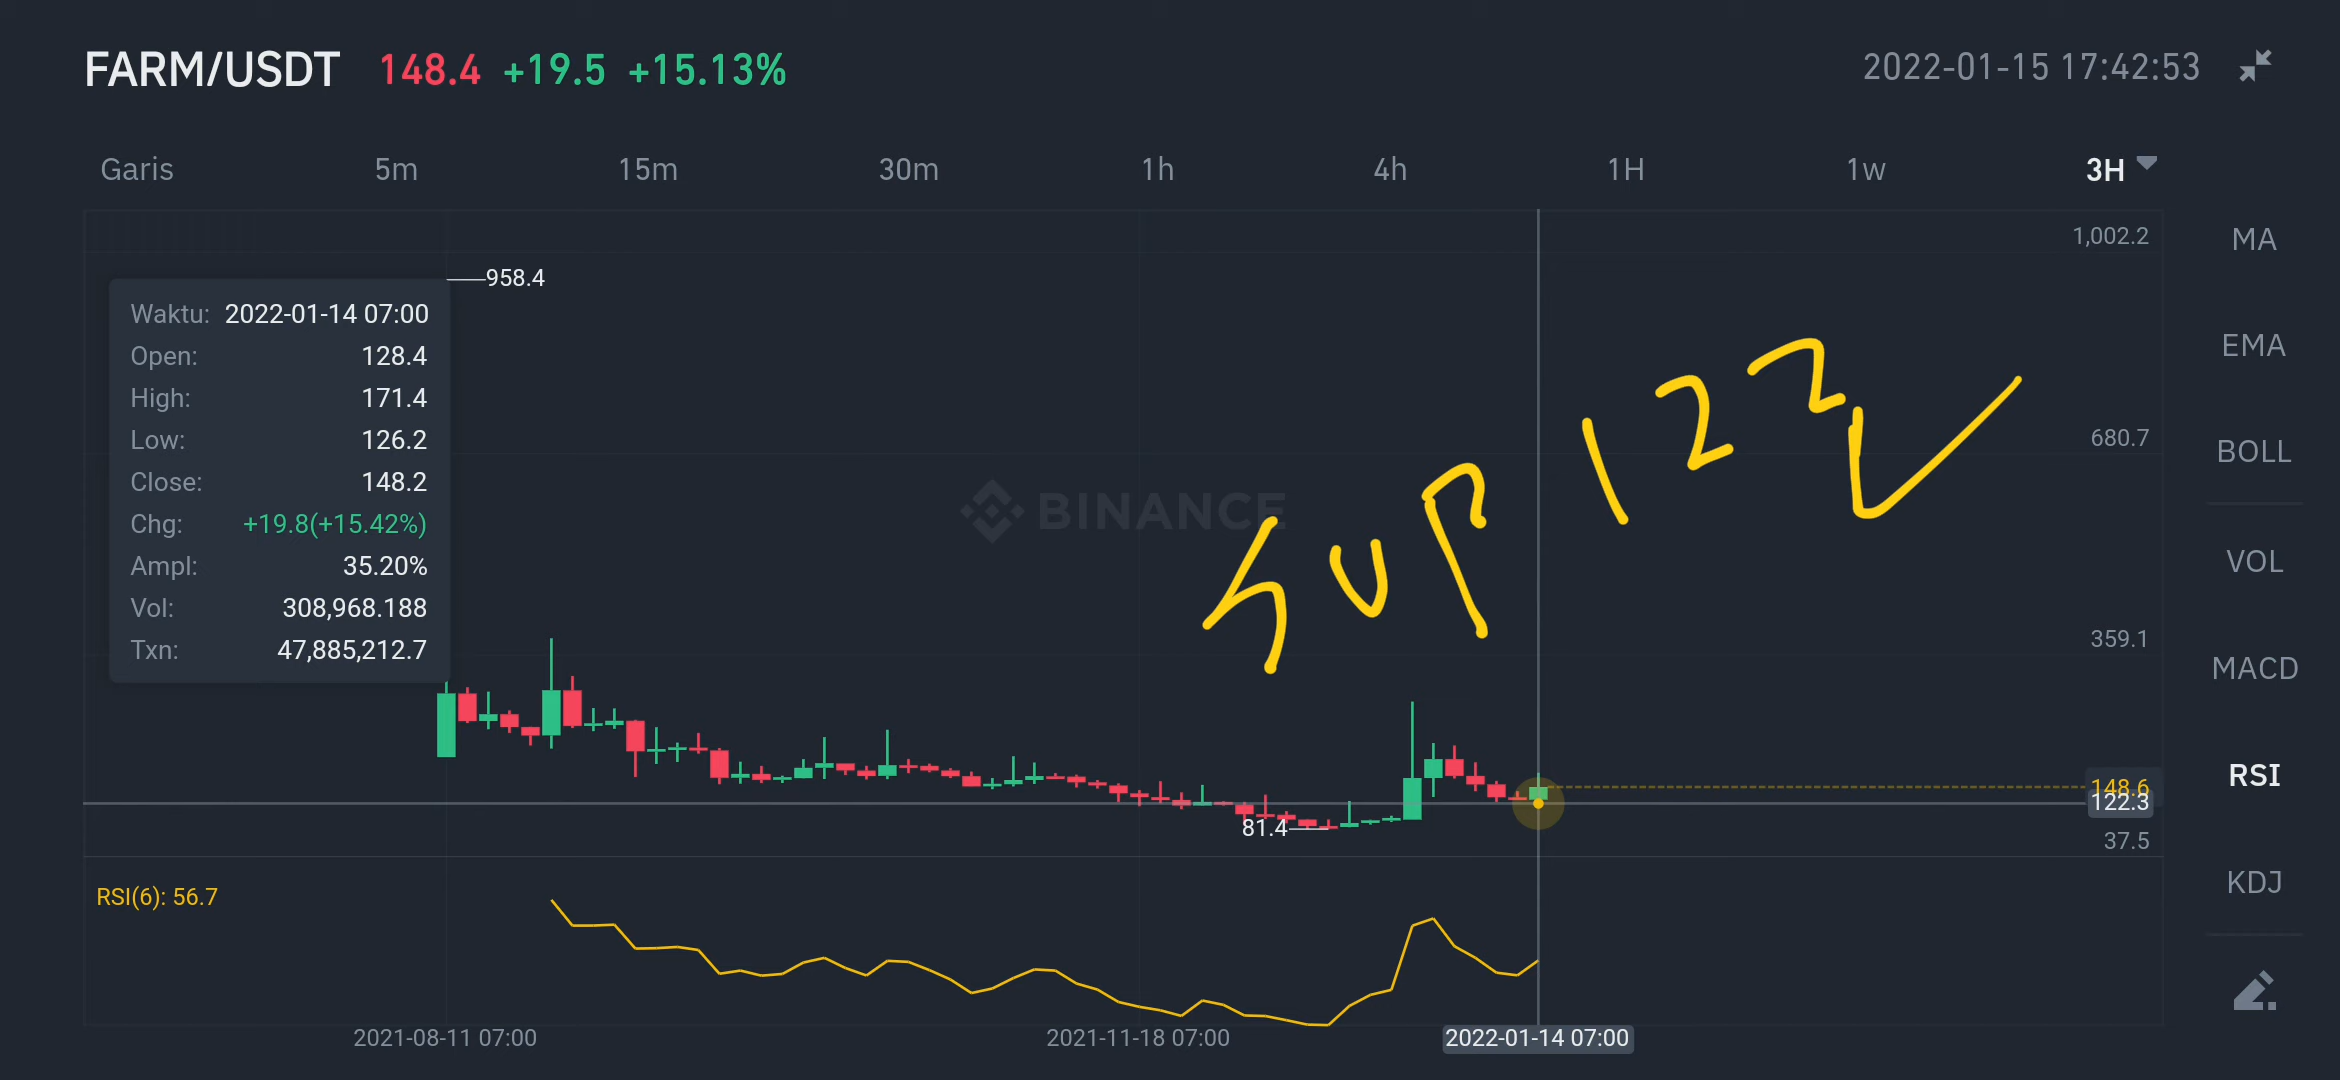 FARM/USDT 148.4 +19.5 +15.13% 2022-01-15 17:42:53
Garis 5m 15m 30m 1h 4h 1H 1w 3H
1,002.2 MA
958.4
Waktu: 2022-01-14 07:00
Open: 128.4
High: 171.4
Low: 126.2
Close: 148.2
Chg: +19.8(+15.42%)
Ampl: 35.20%
Vol: 308,968.188
Txn: 47,885,212.7
EMA
680.7 BOLL
BINANCE
sup 122
VOL
359.1 MACD
148.6 RSI
122.3
81.4
37.5
KDJ
RSI(6): 56.7
2021-08-11 07:00 2021-11-18 07:00 2022-01-14 07:00